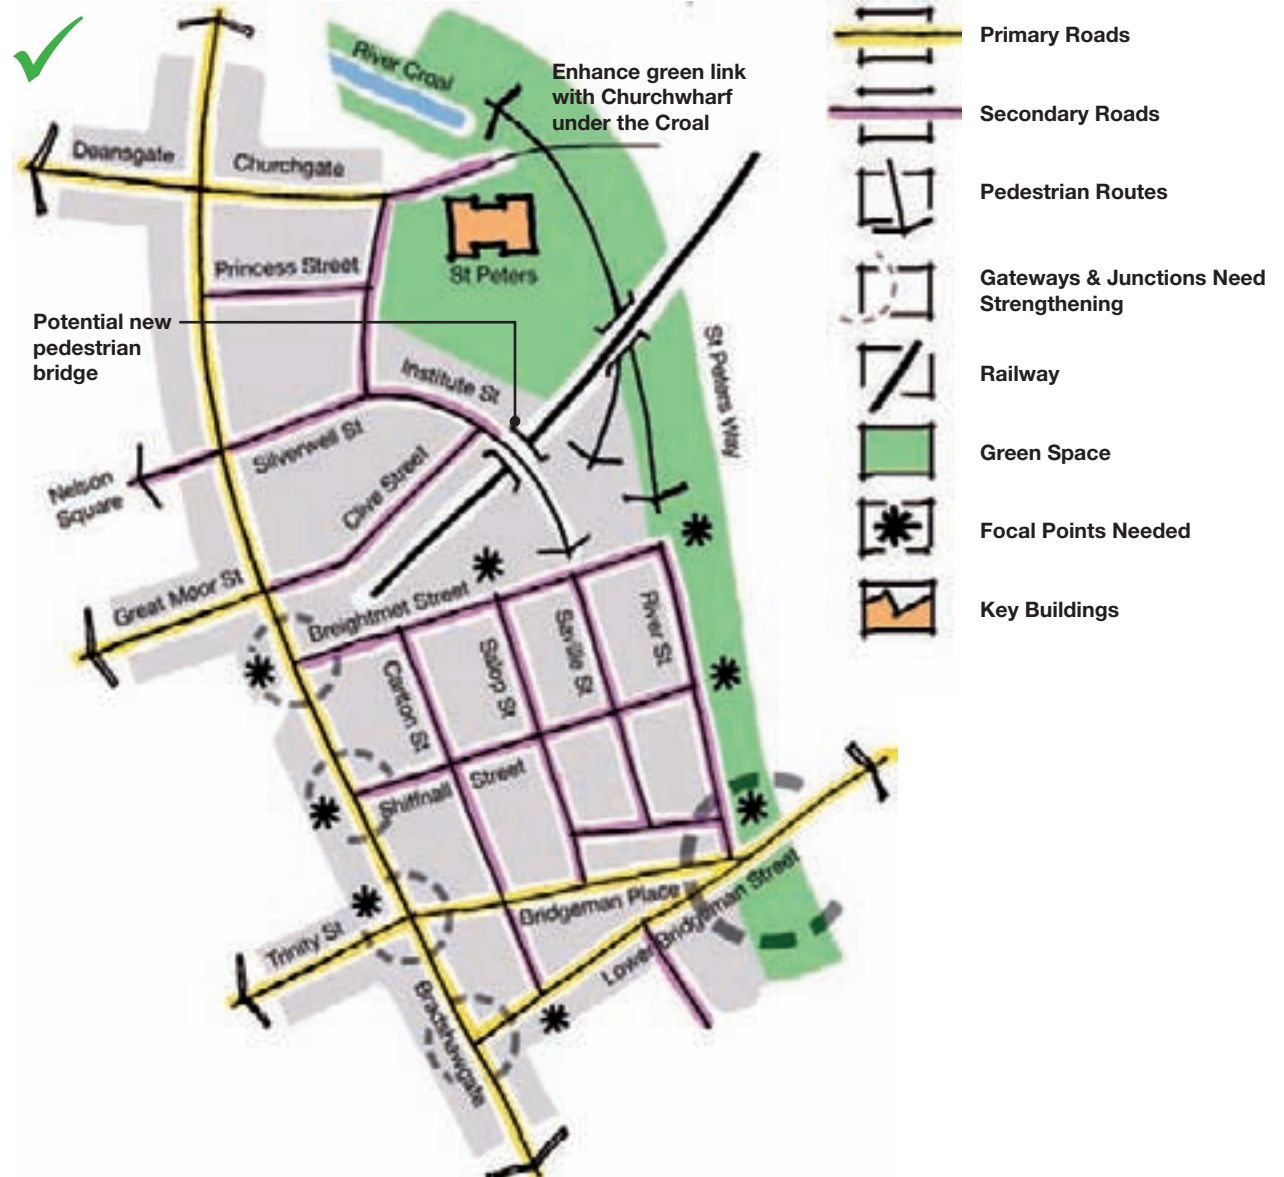 River Croal
Enhance green link
with Churchwharf
under the Croal
Deansgate
Churchgate
Princess Street
St Peters
Potential new
pedestrian
bridge
Institute St
St Peters Way
Silverwell St
Nelson
Square
Clive Street
Great Moor St
Breightmet Street
River St
Saville St
Salop St
Carlton St
Shiffnall Street
Bridgeman Place
Lower Bridgeman Street
Trinity St
Bradshawgate
Primary Roads
Secondary Roads
Pedestrian Routes
Gateways & Junctions Need
Strengthening
Railway
Green Space
Focal Points Needed
Key Buildings